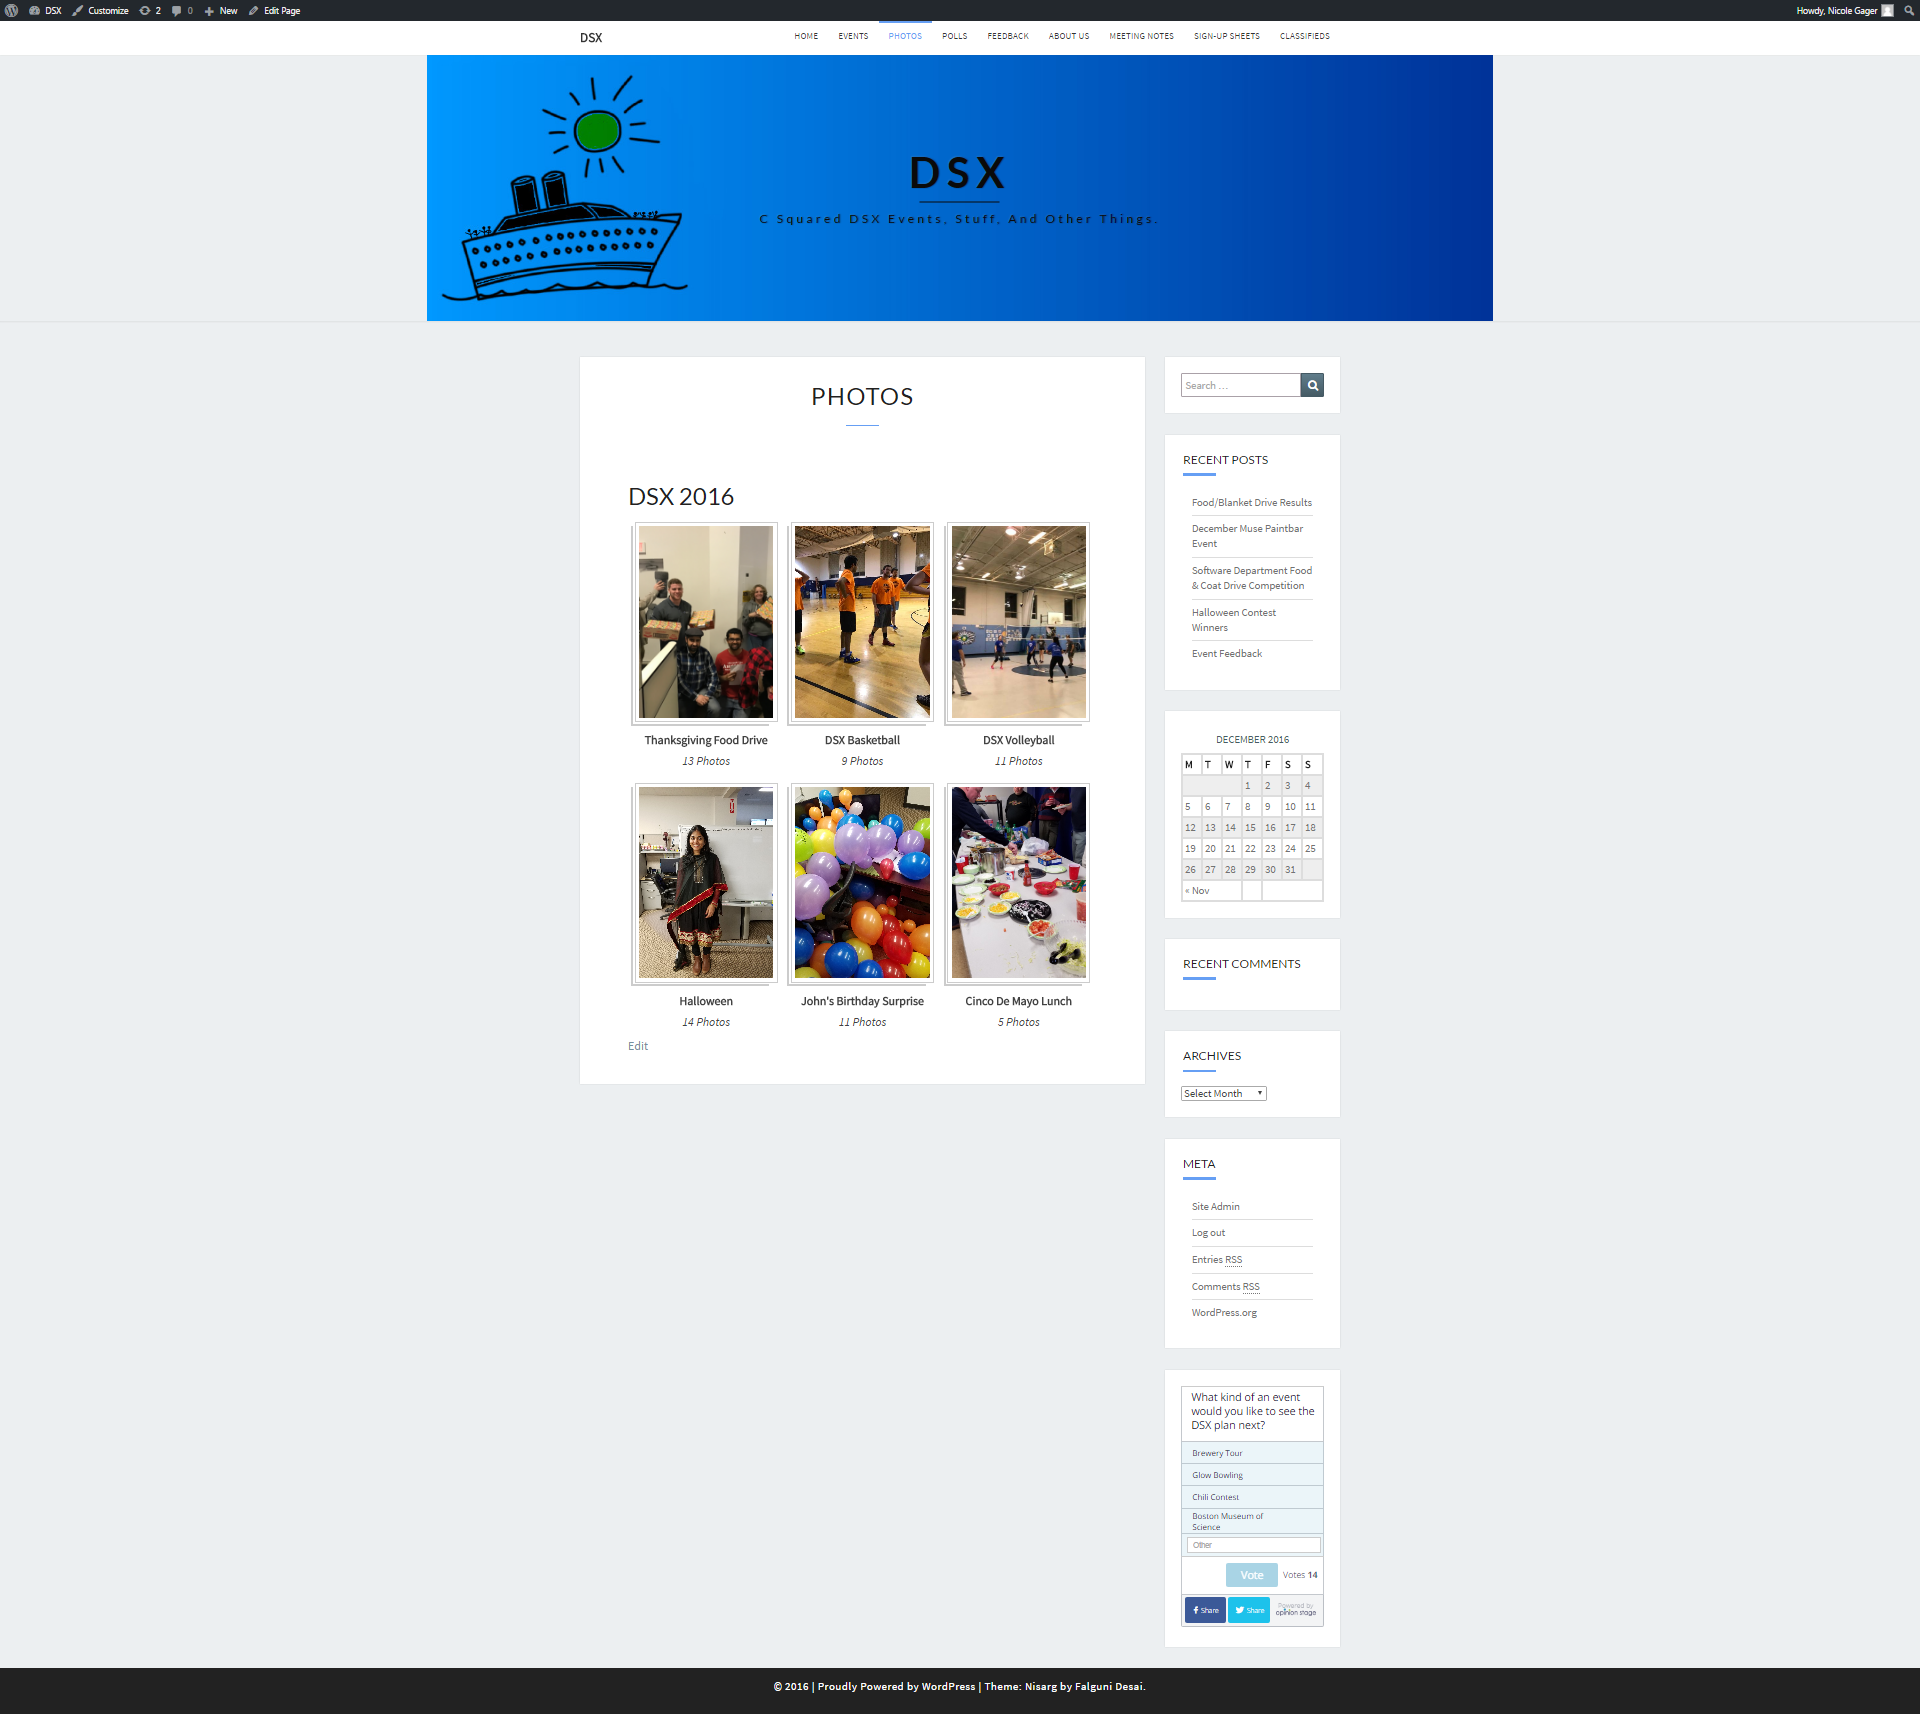 DSX Customize 2 0 New Edit Page Howdy, Nicole Gager
DSX HOME EVENTS PHOTOS POLLS FEEDBACK ABOUT US MEETING NOTES SIGN-UP SHEETS CLASSIFIEDS
DSX
C Squared DSX Events, Stuff, And Other Things.
PHOTOS
DSX 2016
Thanksgiving Food Drive
13 Photos
DSX Basketball
9 Photos
DSX Volleyball
11 Photos
Halloween
14 Photos
John's Birthday Surprise
11 Photos
Cinco De Mayo Lunch
5 Photos
Edit
Search ...
RECENT POSTS
Food/Blanket Drive Results
December Muse Paintbar
Event
Software Department Food
& Coat Drive Competition
Halloween Contest
Winners
Event Feedback
DECEMBER 2016
M T W T F S S
1 2 3 4
5 6 7 8 9 10 11
12 13 14 15 16 17 18
19 20 21 22 23 24 25
26 27 28 29 30 31
« Nov
RECENT COMMENTS
ARCHIVES
Select Month
META
Site Admin
Log out
Entries RSS
Comments RSS
WordPress.org
What kind of an event
would you like to see the
DSX plan next?
Brewery Tour
Glow Bowling
Chili Contest
Boston Museum of
Science
Other
Vote Votes 14
Share Share Powered by
opinion stage
© 2016 | Proudly Powered by WordPress | Theme: Nisarg by Falguni Desai.